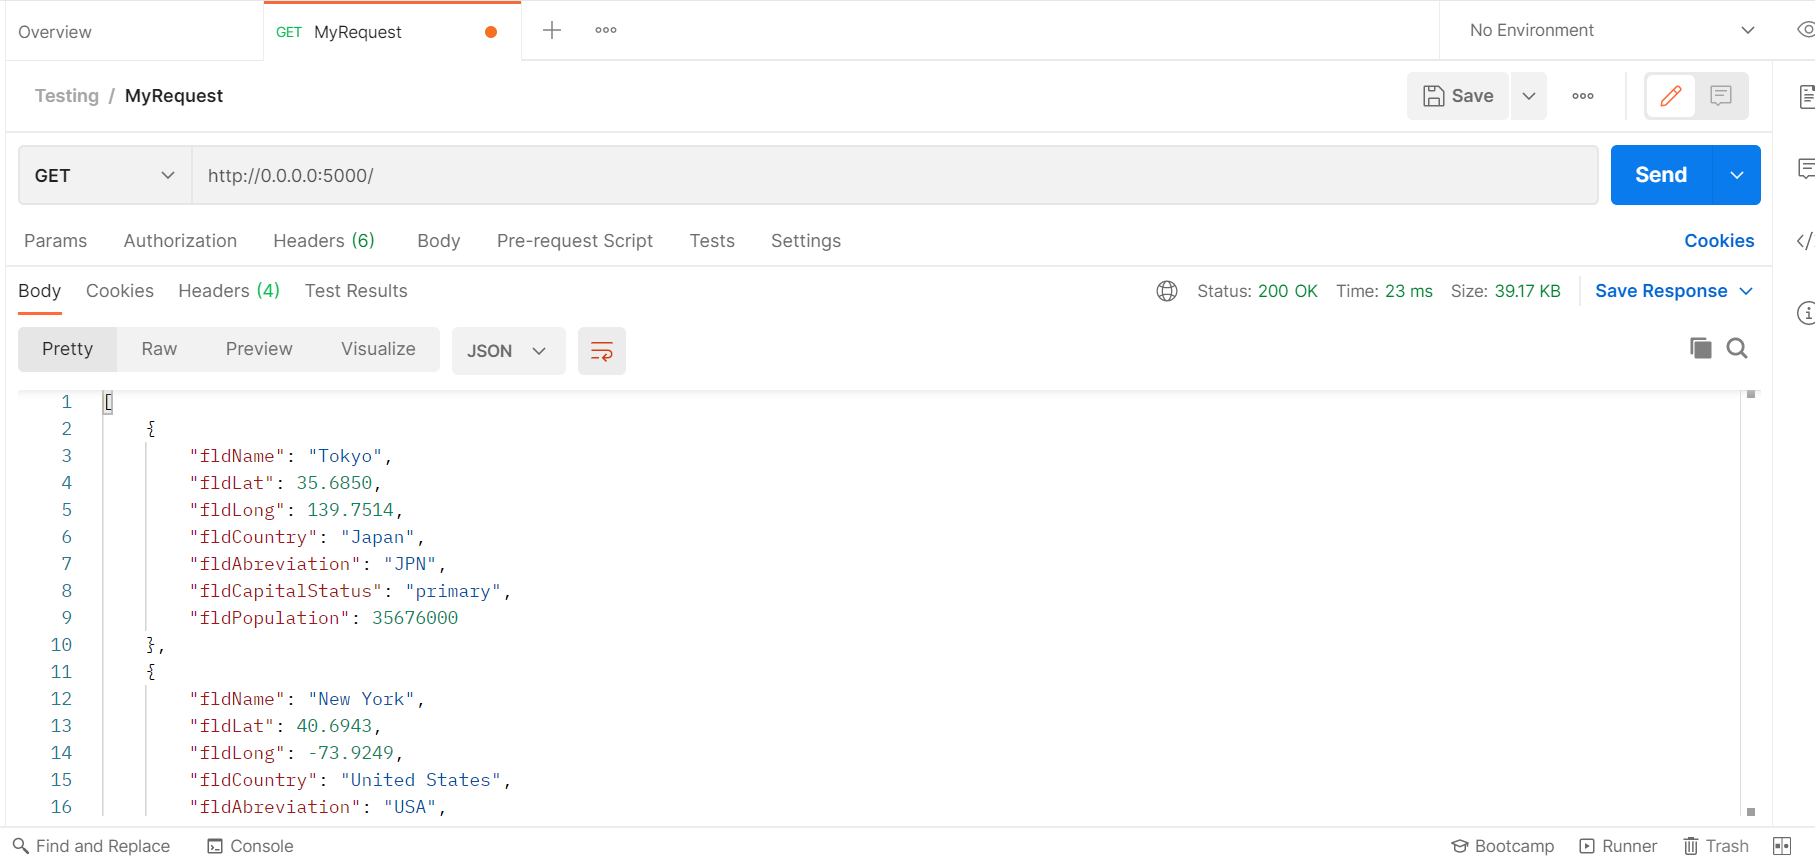 Overview
GET MyRequest
No Environment
Testing / MyRequest
Save
GET
http://0.0.0.0:5000/
Send
Params Authorization Headers (6) Body Pre-request Script Tests Settings Cookies
Body Cookies Headers (4) Test Results Status: 200 OK Time: 23 ms Size: 39.17 KB Save Response
Pretty Raw Preview Visualize JSON
1 [
2 {
3 "fldName": "Tokyo",
4 "fldLat": 35.6850,
5 "fldLong": 139.7514,
6 "fldCountry": "Japan",
7 "fldAbreviation": "JPN",
8 "fldCapitalStatus": "primary",
9 "fldPopulation": 35676000
10 },
11 {
12 "fldName": "New York",
13 "fldLat": 40.6943,
14 "fldLong": -73.9249,
15 "fldCountry": "United States",
16 "fldAbreviation": "USA",
Find and Replace Console Bootcamp Runner Trash